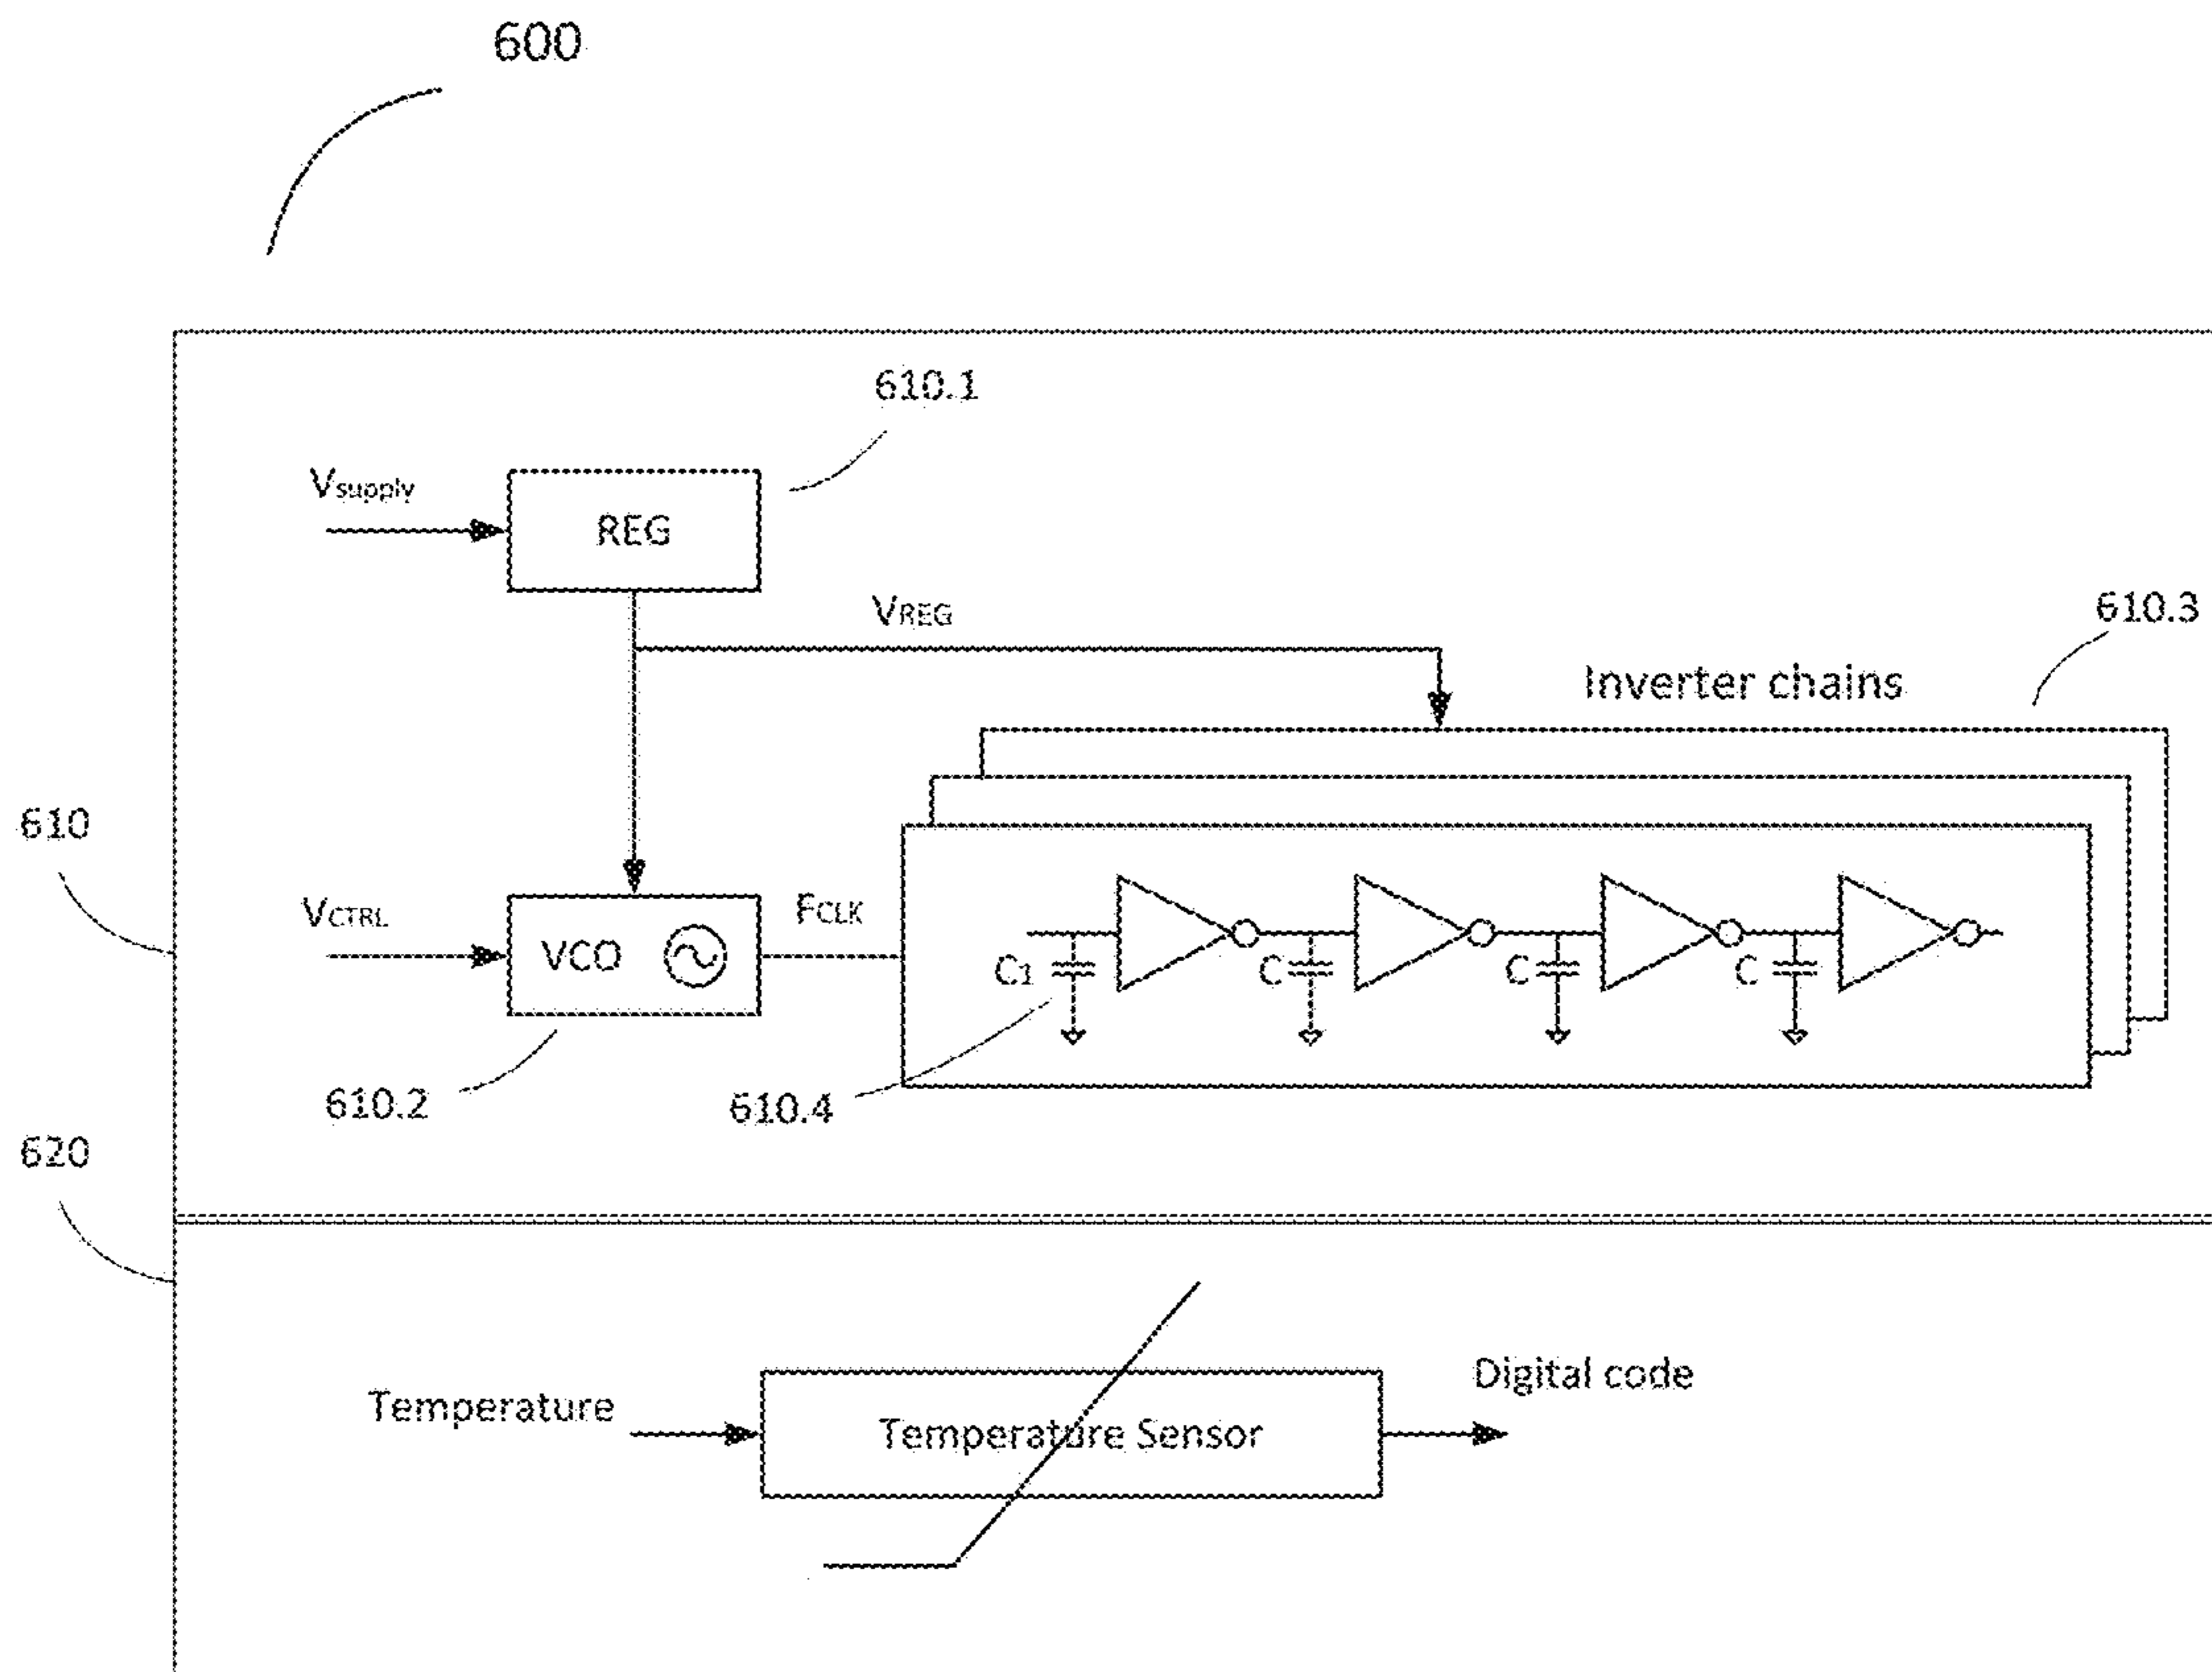 600
610.1
Vsupply
REG
VREG
610.3
Inverter chains
610
VCTRL
VCO
FCLK
C1
C
C
C
610.2
610.4
620
Temperature
Temperature Sensor
Digital code